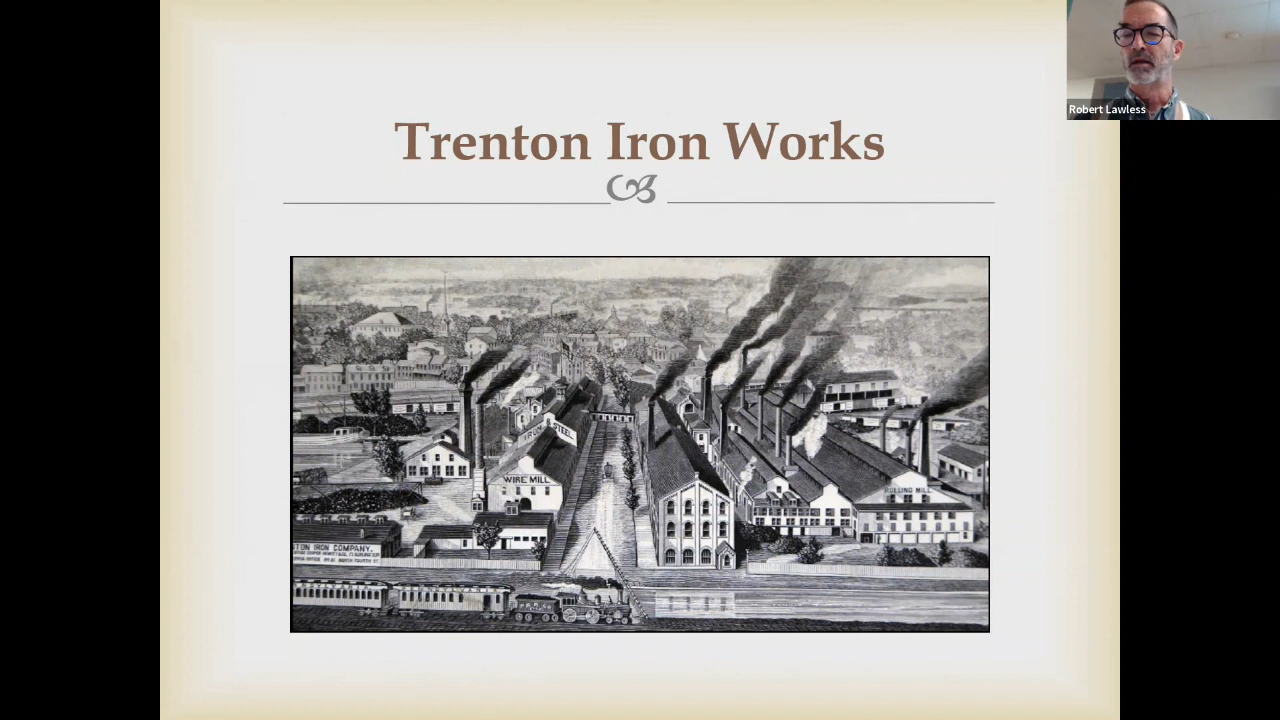 Trenton Iron Works
Robert Lawless
IRON & STEEL
WIRE MILL
ROLLING MILL
TON IRON COMPANY.